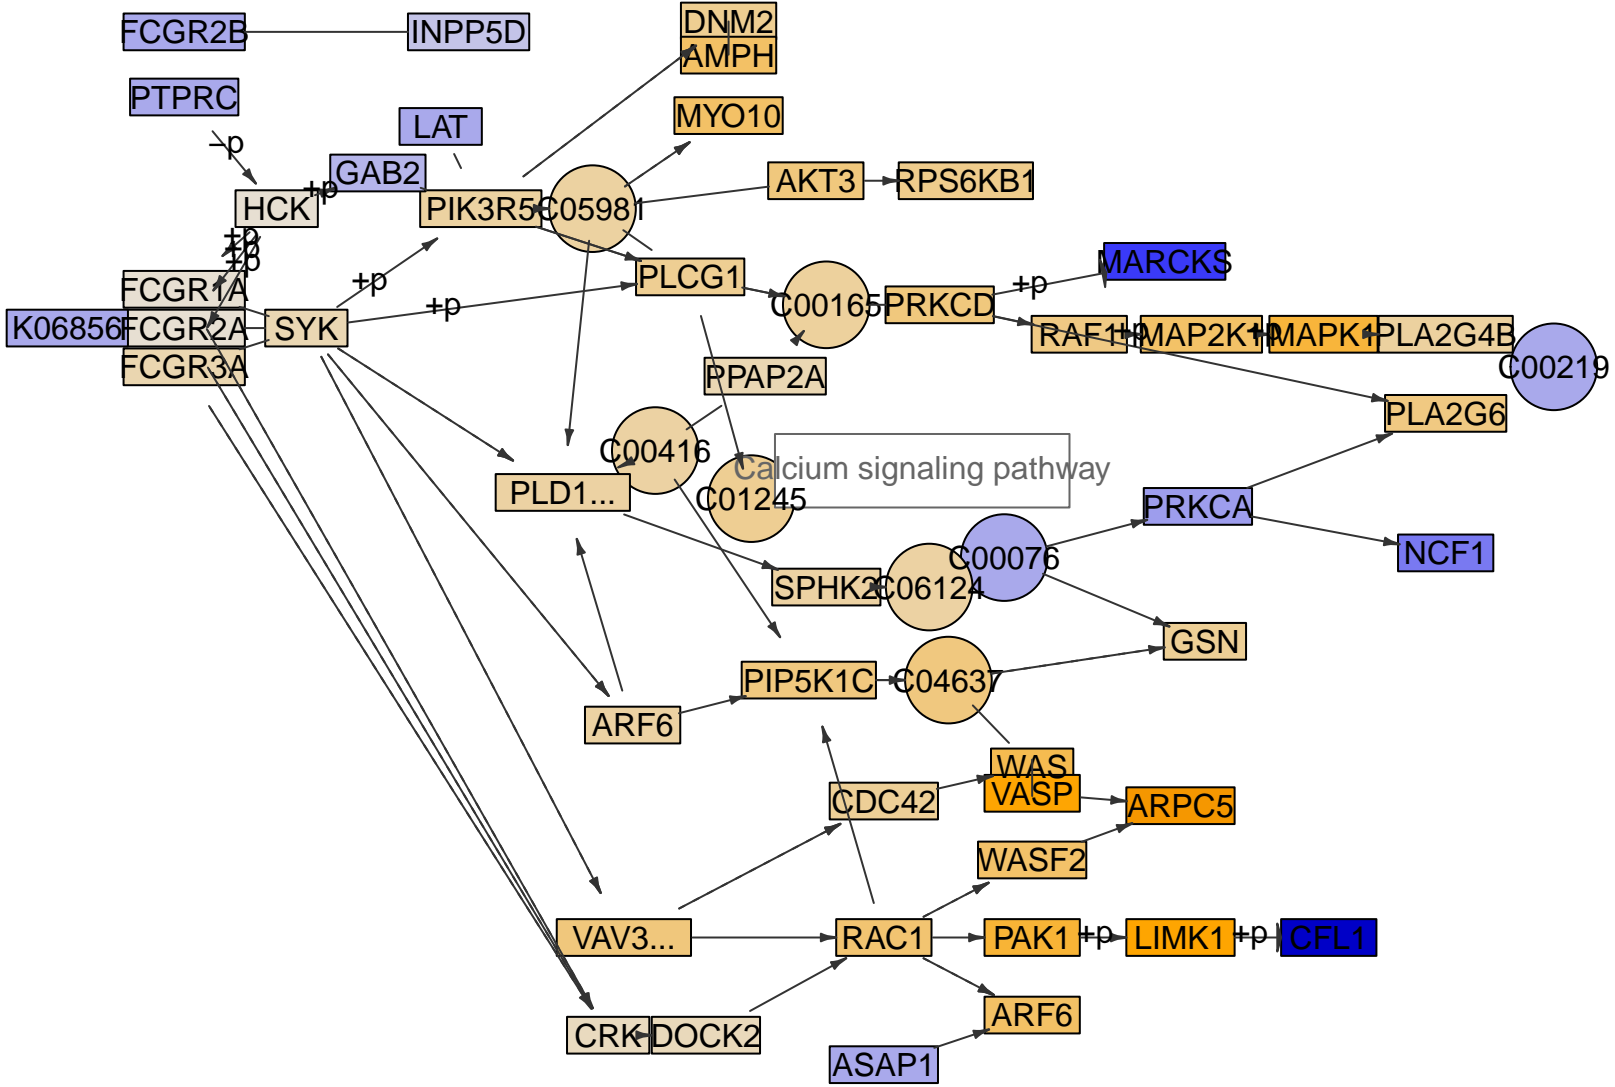 FCGR2B
INPP5D
DNM2
AMPH
PTPRC
LAT
MYO10
–p
GAB2
+p
AKT3
RPS6KB1
HCK
PIK3R5
C05981
+p
+p
+p
MARCKS
FCGR1A
+p
+p
PLCG1
C00165
PRKCD
+p
K06856
FCGR2A
SYK
RAF1
+p
MAP2K1
+p
MAPK1
PLA2G4B
C00219
FCGR3A
PPAP2A
PLA2G6
C00416
Calcium signaling pathway
PLD1...
C01245
PRKCA
NCF1
C00076
SPHK2
C06124
GSN
PIP5K1C
C04637
ARF6
WAS
VASP
CDC42
ARPC5
WASF2
VAV3...
RAC1
PAK1
+p
LIMK1
+p
CFL1
ARF6
CRK
DOCK2
ASAP1